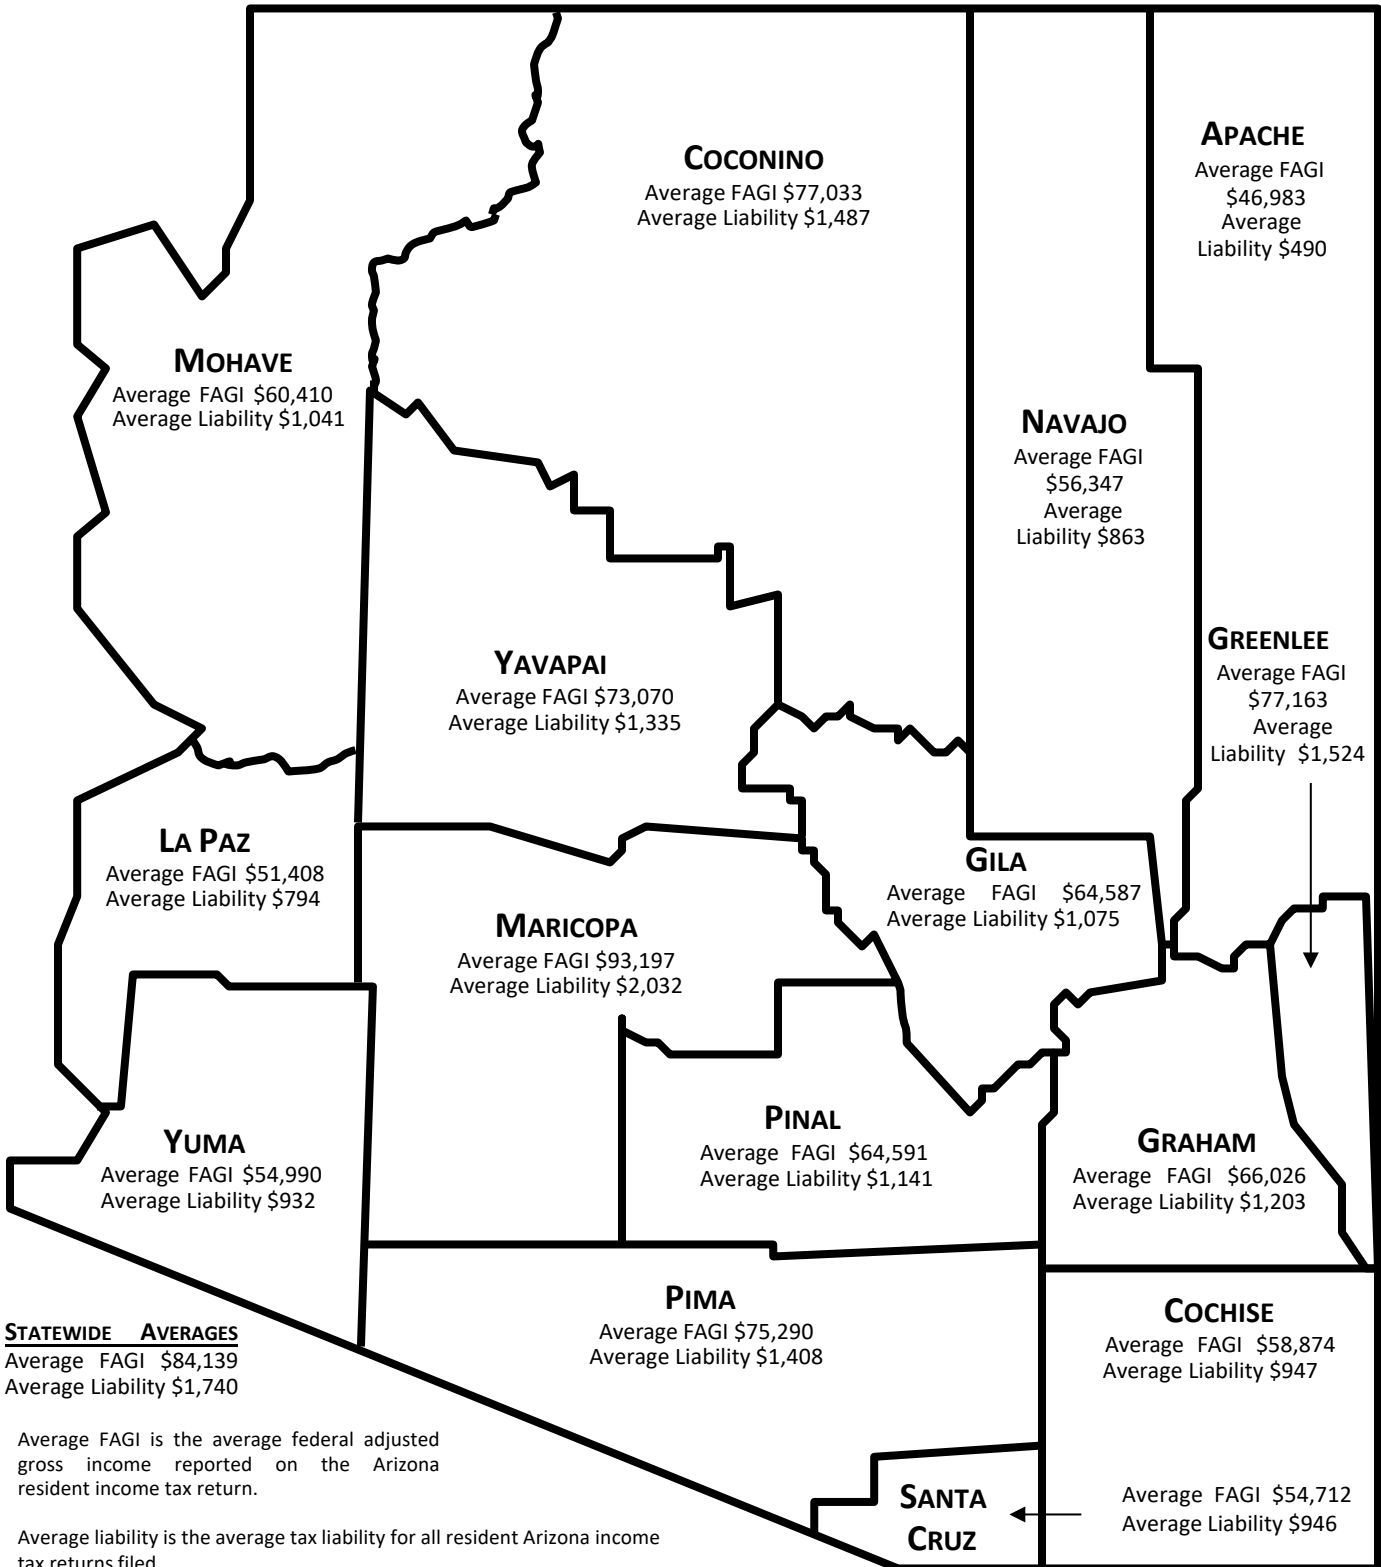 COCONINO
Average FAGI $77,033
Average Liability $1,487
APACHE
Average FAGI
$46,983
Average
Liability $490
MOHAVE
Average FAGI $60,410
Average Liability $1,041
NAVAJO
Average FAGI
$56,347
Average
Liability $863
YAVAPAI
Average FAGI $73,070
Average Liability $1,335
GREENLEE
Average FAGI
$77,163
Average
Liability $1,524
LA PAZ
Average FAGI $51,408
Average Liability $794
GILA
Average FAGI $64,587
Average Liability $1,075
MARICOPA
Average FAGI $93,197
Average Liability $2,032
YUMA
Average FAGI $54,990
Average Liability $932
PINAL
Average FAGI $64,591
Average Liability $1,141
GRAHAM
Average FAGI $66,026
Average Liability $1,203
PIMA
Average FAGI $75,290
Average Liability $1,408
COCHISE
Average FAGI $58,874
Average Liability $947
STATEWIDE AVERAGES
Average FAGI $84,139
Average Liability $1,740
Average FAGI is the average federal adjusted
gross income reported on the Arizona
resident income tax return.
SANTA
CRUZ
Average FAGI $54,712
Average Liability $946
Average liability is the average tax liability for all resident Arizona income
tax returns filed